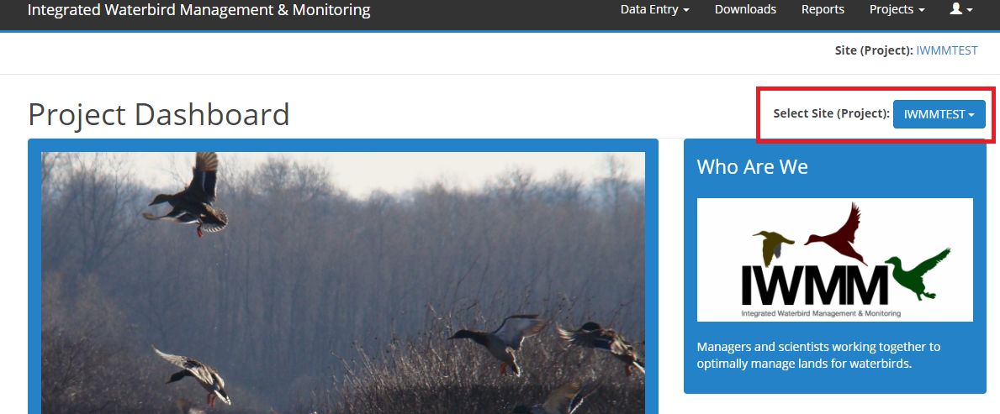 Integrated Waterbird Management & Monitoring
Data Entry Downloads Reports Projects
Site (Project): IWMMTEST
Project Dashboard
Select Site (Project): IWMMTEST
Who Are We
IWMM
Integrated Waterbird Management & Monitoring
Managers and scientists working together to
optimally manage lands for waterbirds.